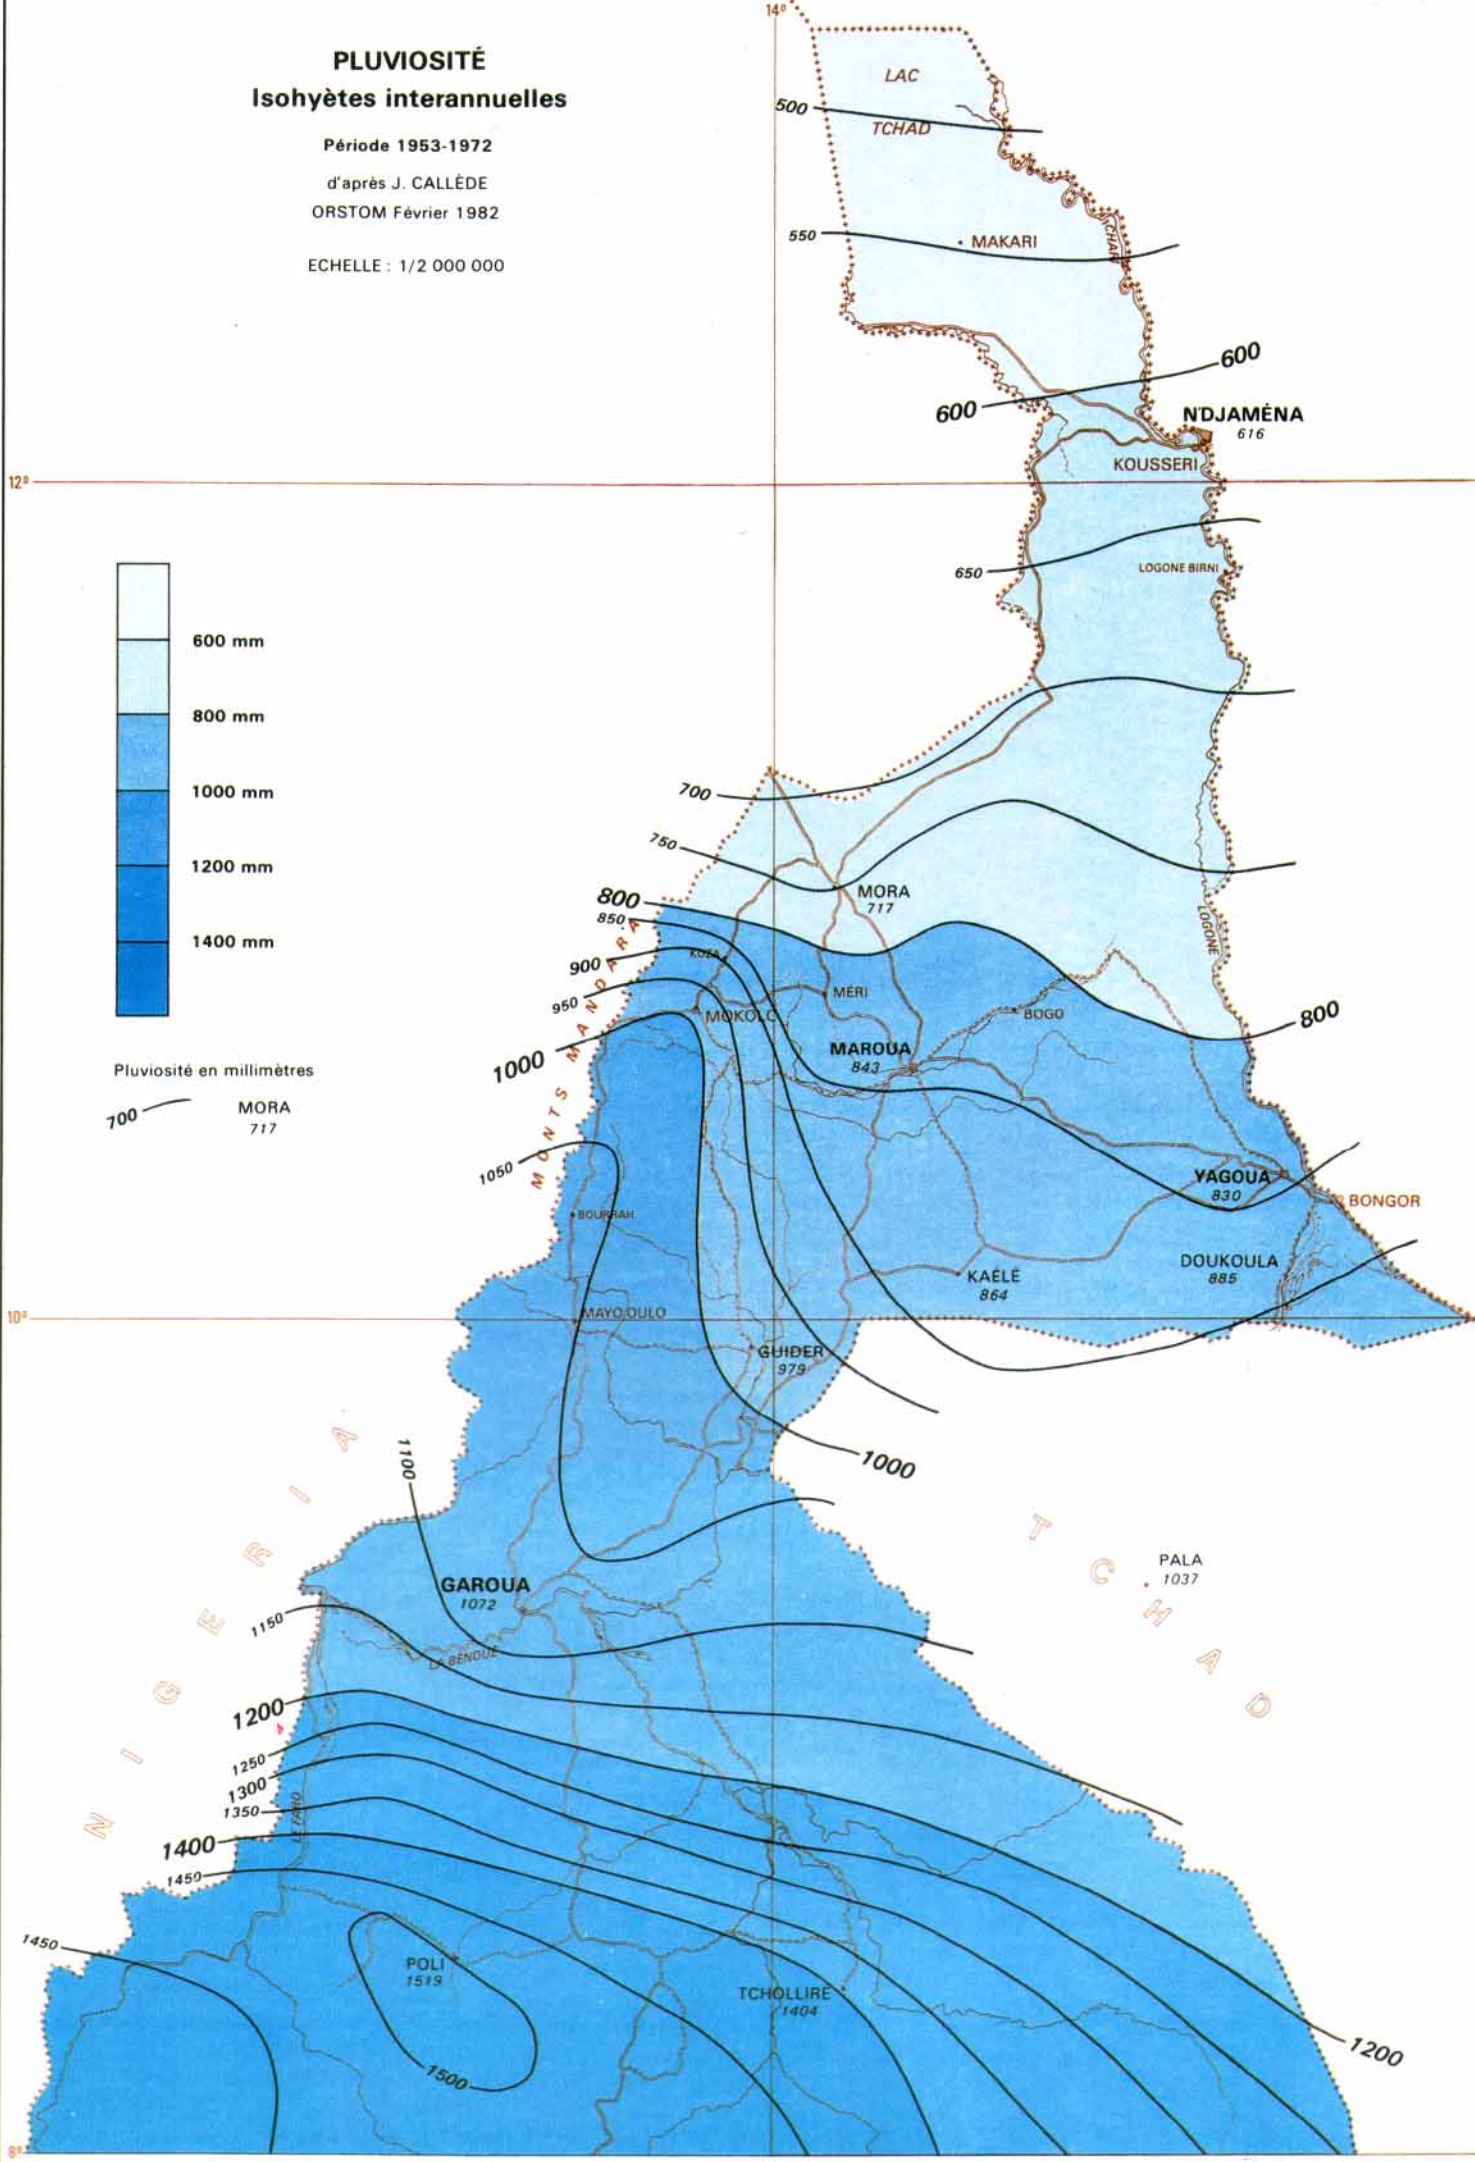 14°
PLUVIOSITÉ
Isohyètes interannuelles
Période 1953-1972
d'après J. CALLÈDE
ORSTOM Février 1982
ECHELLE : 1/2 000 000
LAC
500
TCHAD
CHARI
550
MAKARI
600
600
N'DJAMÉNA
616
KOUSSERI
12°
650
LOGONE BIRNI
600 mm
800 mm
1000 mm
1200 mm
1400 mm
Pluviosité en millimètres
700
MORA
717
700
750
MORA
717
800
850
LOGONE
900
KOZA
950
MÉRI
MOKOLO
BOGO
800
1000
MAROUA
843
MONTS MANDARA
1050
YAGOUA
830
BONGOR
BOURRAH
DOUKOULA
885
KAÉLÉ
864
10°
MAYO OULO
GUIDER
979
1100
1000
NIGERIA
TCHAD
PALA
1037
GAROUA
1072
1150
LA BÉNOUÉ
1200
1250
1300
1350
LE FARO
1400
1450
1450
POLI
1519
TCHOLLIRE
1404
1500
1200
8°